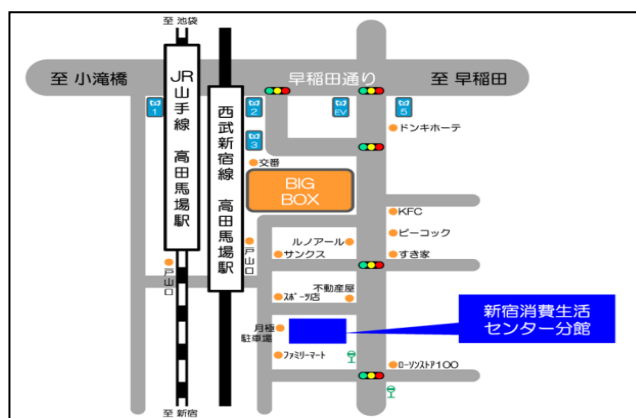 至 池袋
至 小滝橋
早稲田通り
至 早稲田
JR山手線 高田馬場駅
西武新宿線 高田馬場駅
1
2
3
EV
5
ドンキホーテ
交番
BIG
BOX
KFC
ピーコック
すき家
ルノアール
サンクス
戸山口
戸山口
不動産屋
スポーツ店
新宿消費生活
センター分館
月極
駐車場
ファミリーマート
ローソンストア100
至 新宿